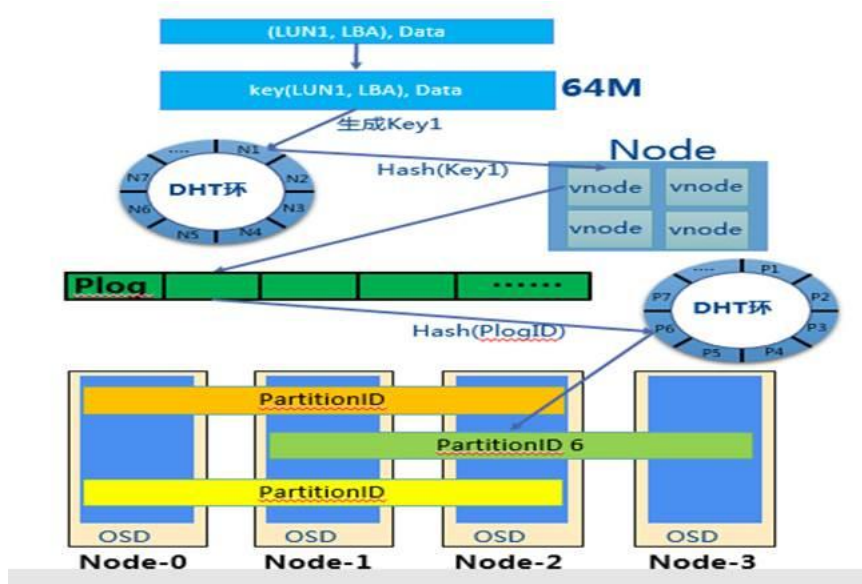 (LUN1, LBA), Data
key(LUN1, LBA), Data
64M
生成Key1
Node
Hash(Key1)
.... N1 N2 N3 N4 N5 N6 N7
DHT环
vnode vnode
vnode vnode
Plog ......
.... P1 P2 P3 P4 P5 P6 P7
DHT环
Hash(PlogID)
PartitionID
PartitionID 6
PartitionID
OSD OSD OSD OSD
Node-0 Node-1 Node-2 Node-3